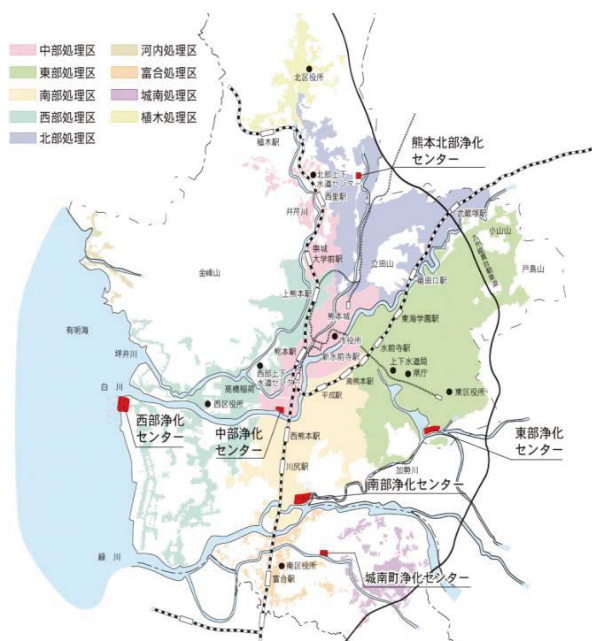 中部処理区
東部処理区
南部処理区
西部処理区
北部処理区
河内処理区
富合処理区
城南処理区
植木処理区
北区役所
植木駅
熊本北部浄化
センター
北部上下
水道センター
西里駅
井芹川
武蔵塚駅
小山山
戸島山
崇城
大学前駅
立田山
金峰山
竜田口駅
上熊本駅
熊本城
有明海
東海学園駅
市役所
坪井川
熊本駅
新水前寺駅
水前寺駅
西部上下
水道センター
上下水道局
県庁
高橋稲荷
南熊本駅
白川
西区役所
平成駅
東区役所
西部浄化
センター
中部浄化
センター
西熊本駅
東部浄化
センター
川尻駅
加勢川
南部浄化センター
緑川
南区役所
城南町浄化センター
富合駅